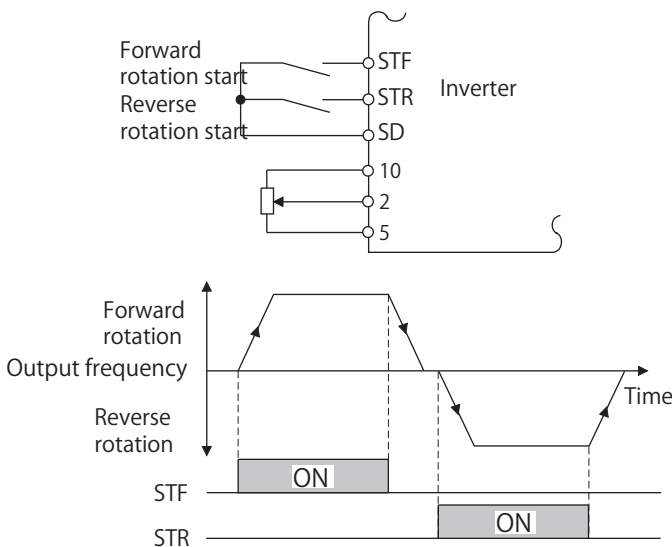 Forward
rotation start
Reverse
rotation start
STF
STR
SD
10
2
5
Inverter
Forward
rotation
Output frequency
Reverse
rotation
Time
STF
ON
STR
ON